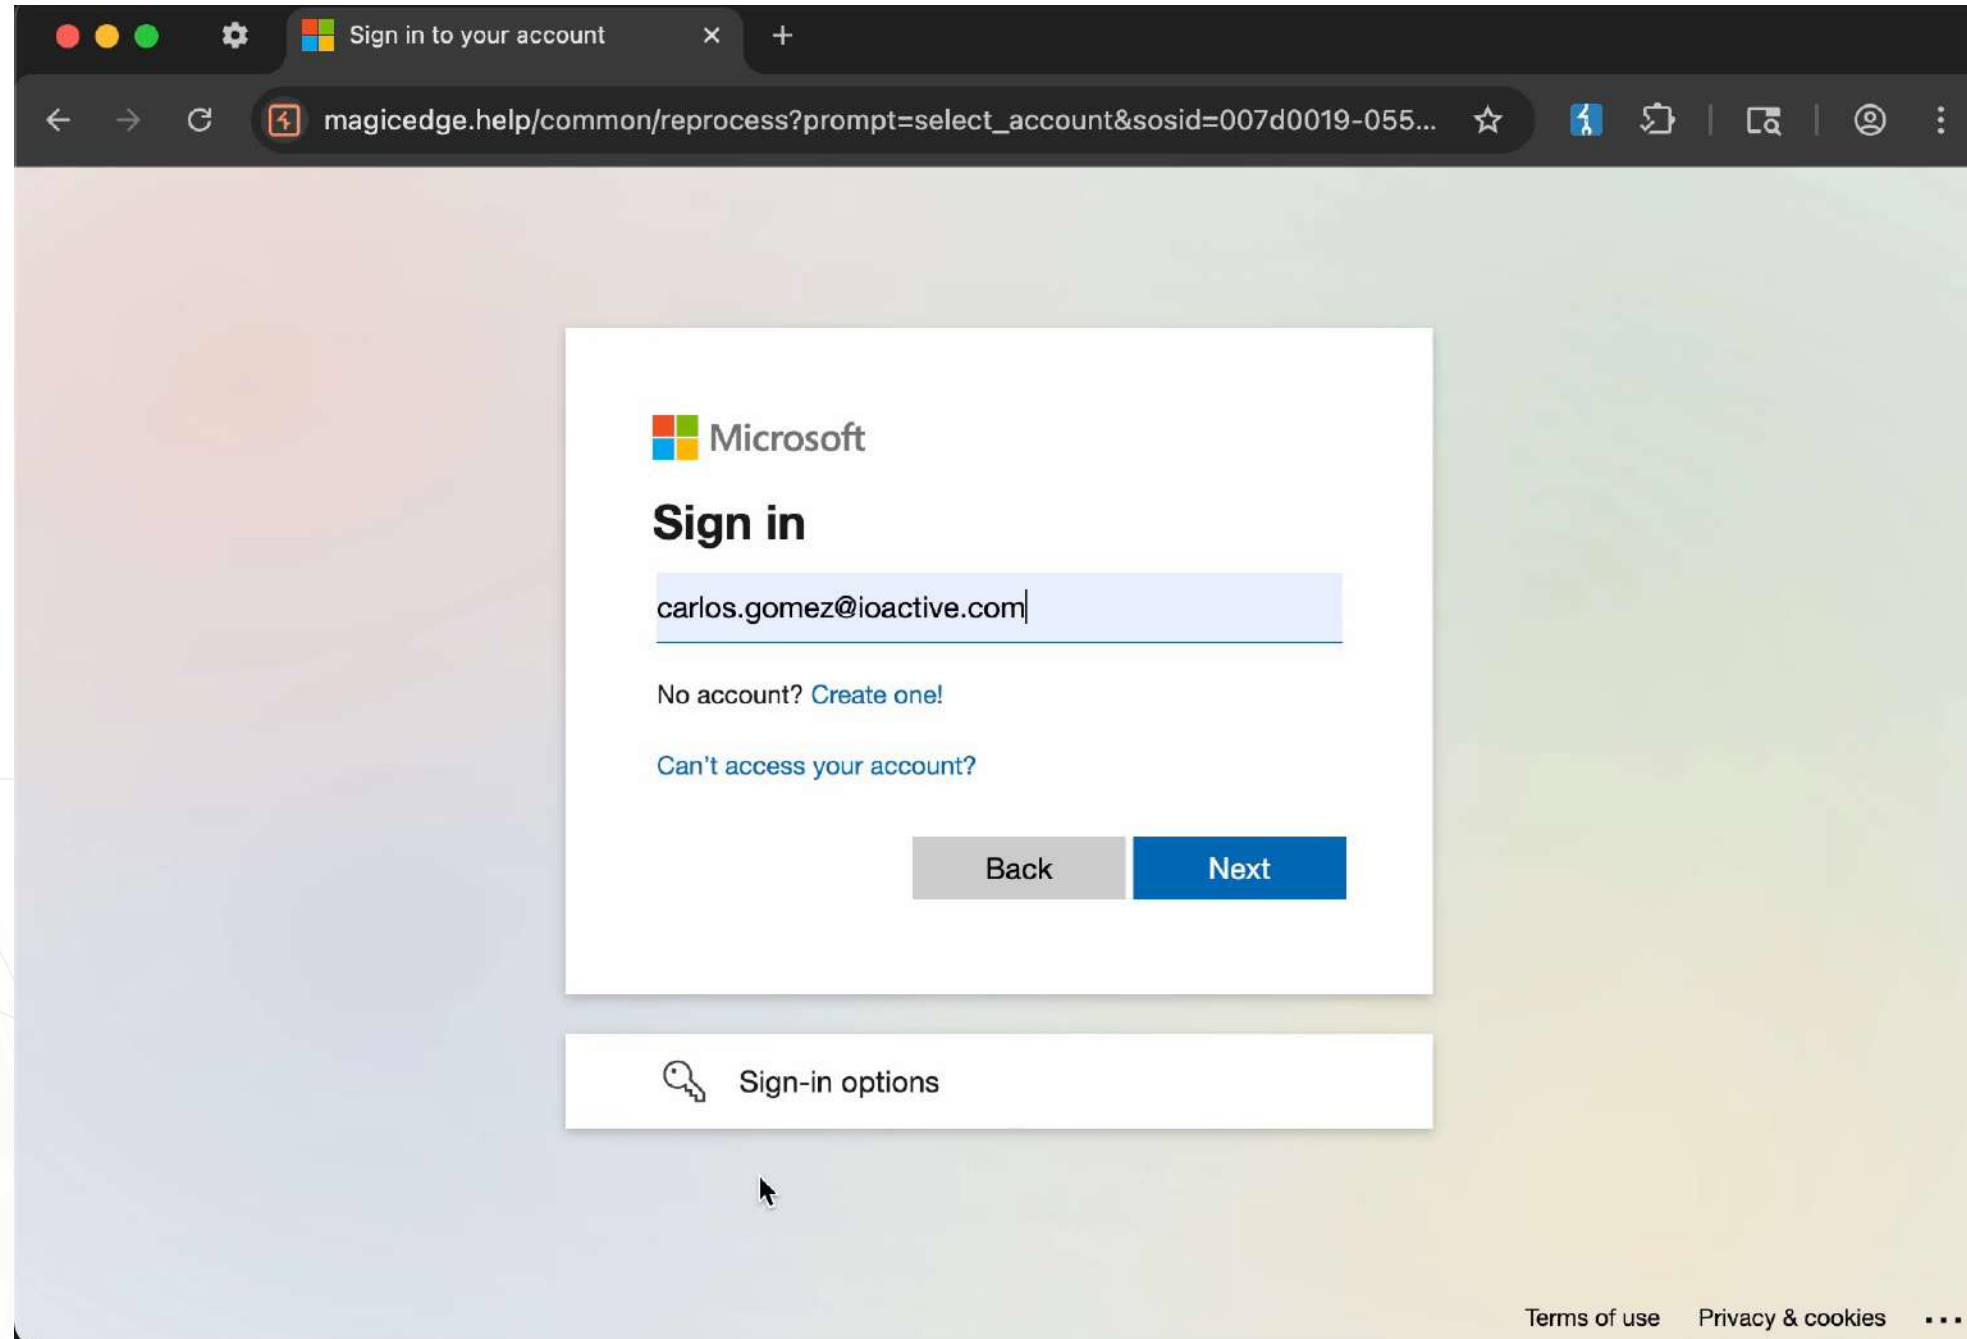 Sign in to your account
magicedge.help/common/reprocess?prompt=select_account&sosid=007d0019-055...
Microsoft
Sign in
carlos.gomez@ioactive.com
No account? Create one!
Can't access your account?
Back Next
Sign-in options
Terms of use Privacy & cookies ...